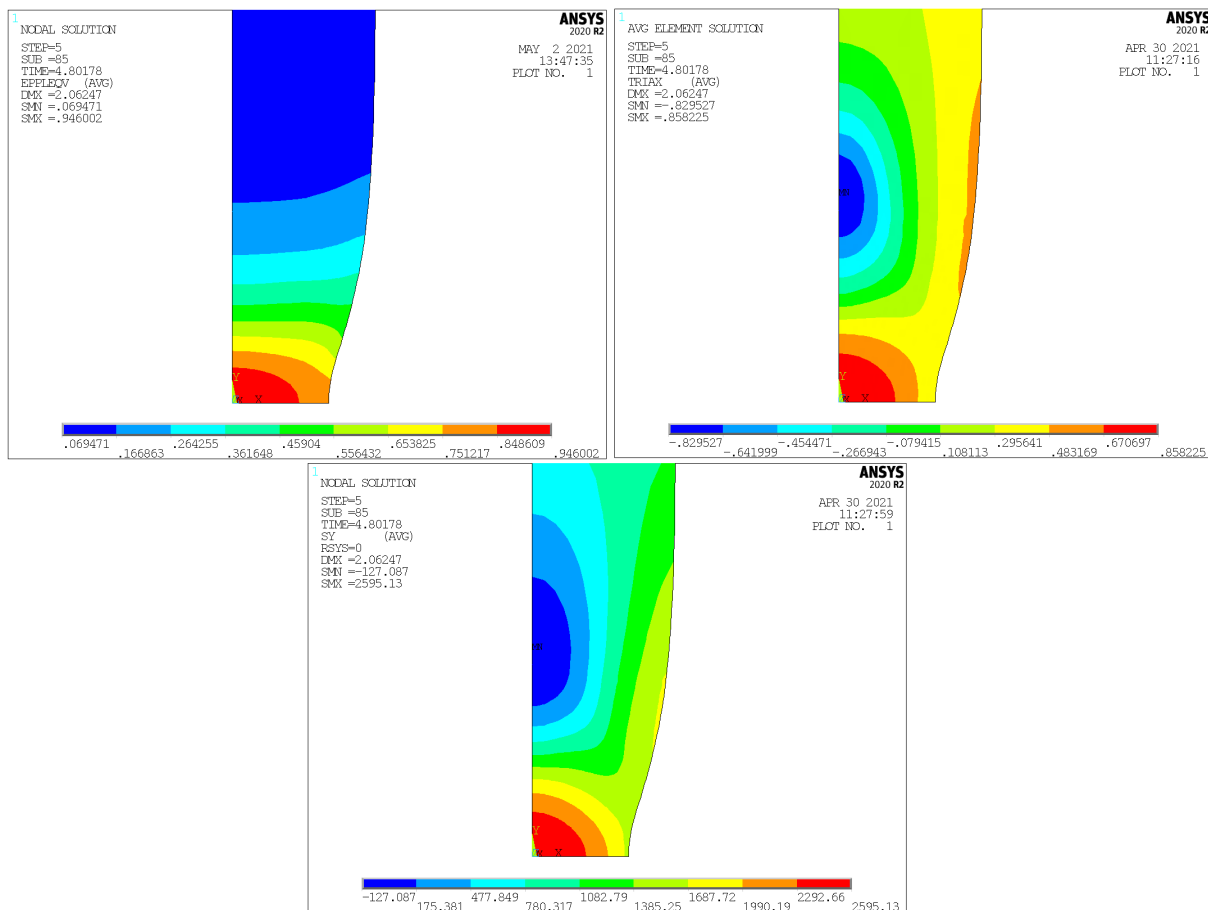 1
NODAL SOLUTION
STEP=5
SUB =85
TIME=4.80178
EPPLEQV (AVG)
DMX =2.06247
SMN =.069471
SMX =.946002
ANSYS
2020 R2
MAY 2 2021
13:47:35
PLOT NO. 1
Y
X
.069471 .264255 .45904 .653825 .848609
.166863 .361648 .556432 .751217 .946002
1
AVG ELEMENT SOLUTION
STEP=5
SUB =85
TIME=4.80178
TRIAX (AVG)
DMX =2.06247
SMN =-.829527
SMX =.858225
ANSYS
2020 R2
APR 30 2021
11:27:16
PLOT NO. 1
MN
Y
X
-.829527 -.454471 -.079415 .295641 .670697
-.641999 -.266943 .108113 .483169 .858225
1
NODAL SOLUTION
STEP=5
SUB =85
TIME=4.80178
SY (AVG)
RSYS=0
DMX =2.06247
SMN =-127.087
SMX =2595.13
ANSYS
2020 R2
APR 30 2021
11:27:59
PLOT NO. 1
MN
Y
X
-127.087 477.849 1082.79 1687.72 2292.66
175.381 780.317 1385.25 1990.19 2595.13